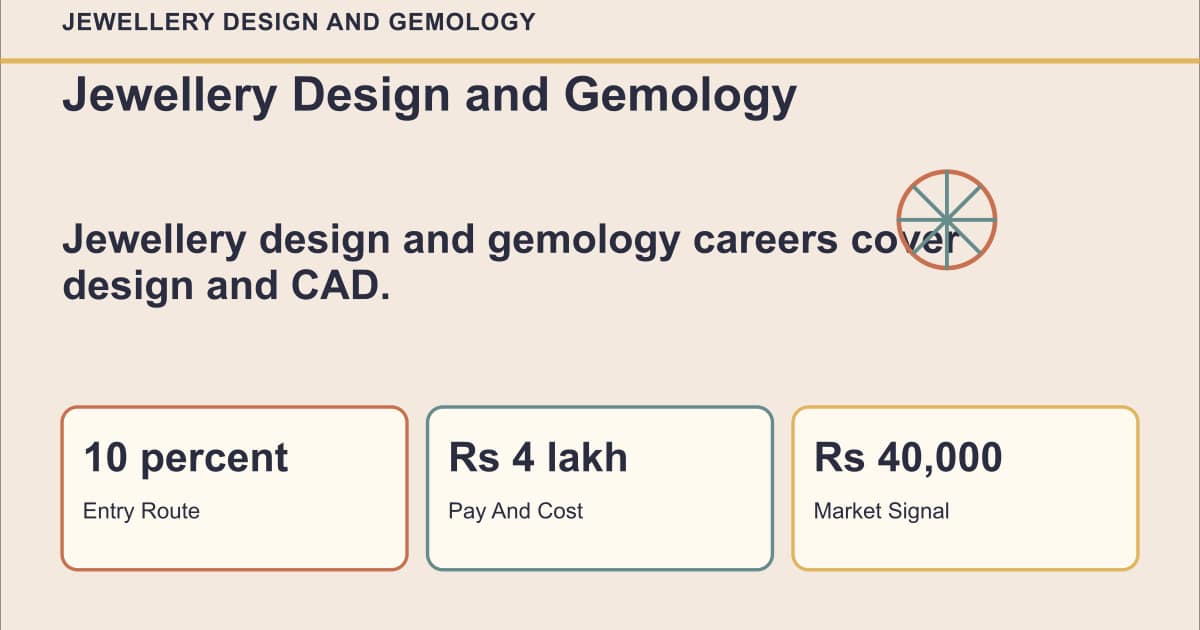 JEWELLERY DESIGN AND GEMOLOGY
Jewellery Design and Gemology
Jewellery design and gemology careers cover
design and CAD.
10 percent
Entry Route
Rs 4 lakh
Pay And Cost
Rs 40,000
Market Signal